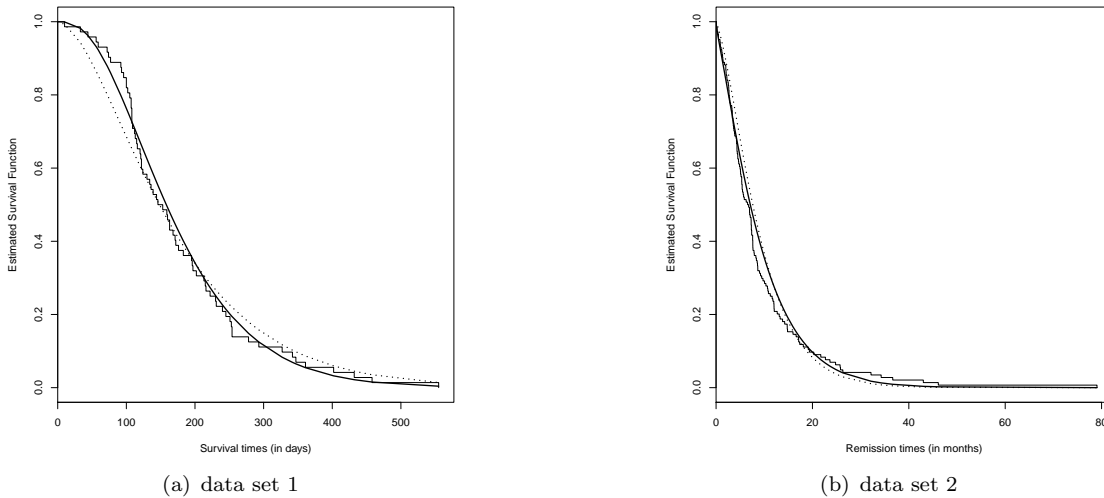 Estimated Survival Function
1.0
0.8
0.6
0.4
0.2
0.0
0 100 200 300 400 500
Survival times (in days)
(a) data set 1
Estimated Survival Function
1.0
0.8
0.6
0.4
0.2
0.0
0 20 40 60 80
Remission times (in months)
(b) data set 2